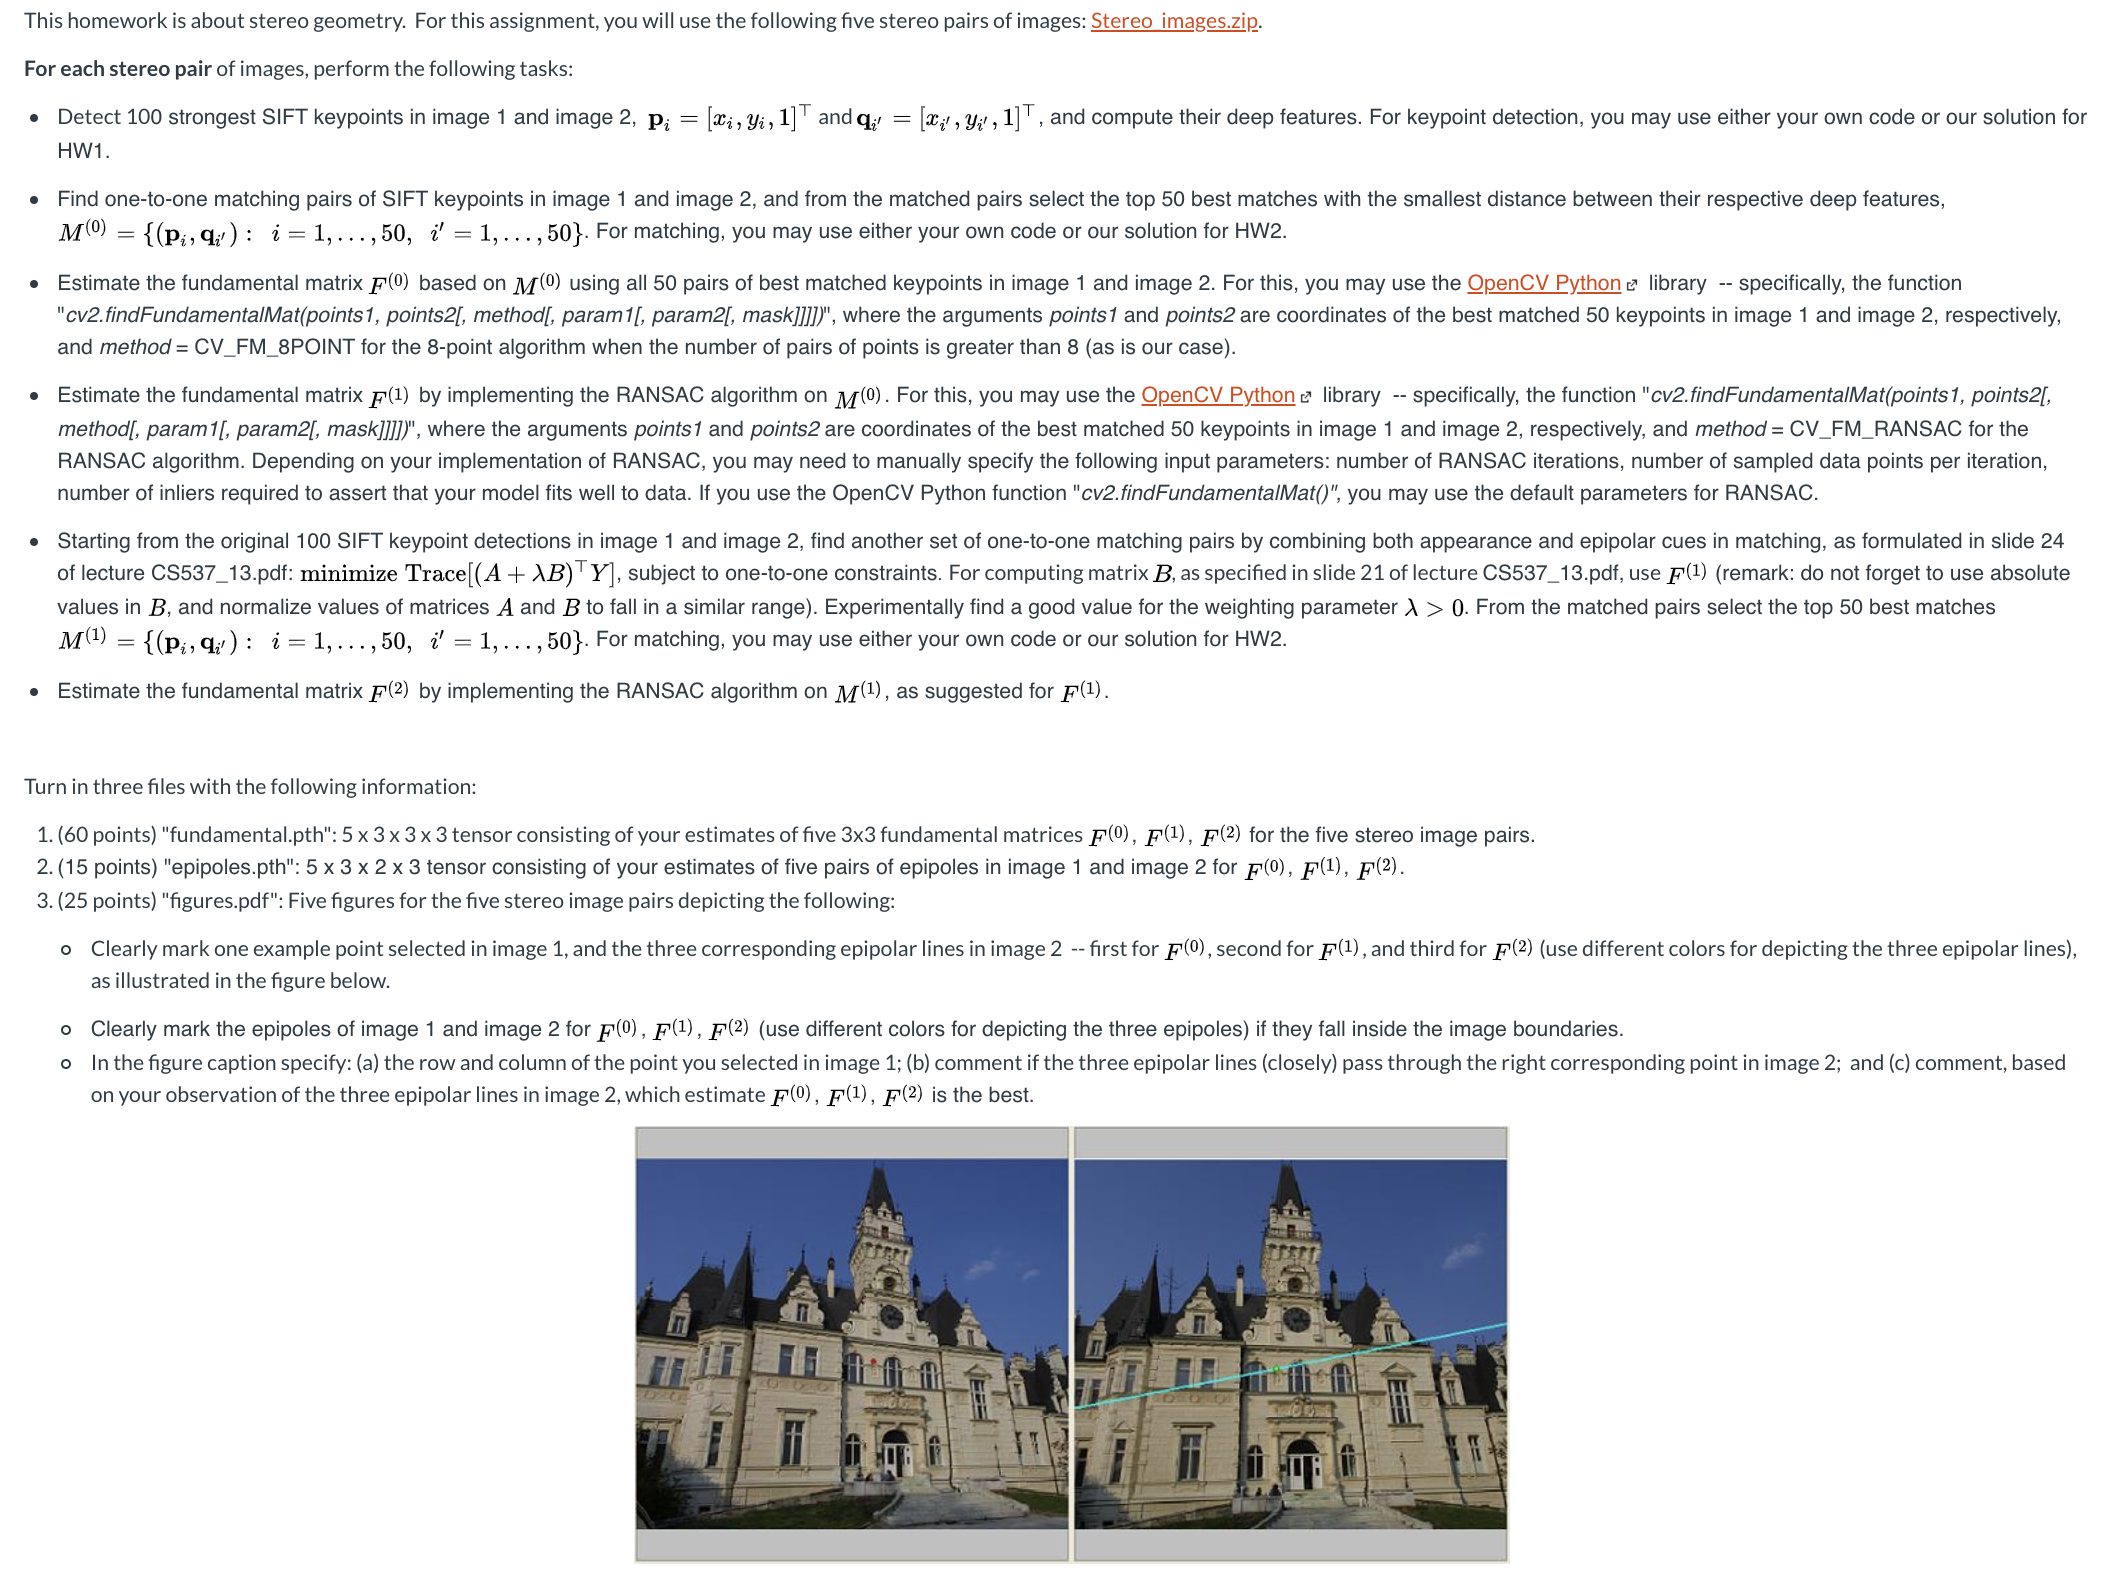 This homework is about stereo geometry. For this assignment, you will use the following five stereo pairs of images: Stereo_images.zip.
For each stereo pair of images, perform the following tasks:
• Detect 100 strongest SIFT keypoints in image 1 and image 2, p_i = [x_i, y_i, 1]^⊤ and q_{i′} = [x_{i′}, y_{i′}, 1]^⊤, and compute their deep features. For keypoint detection, you may use either your own code or our solution for
HW1.
• Find one-to-one matching pairs of SIFT keypoints in image 1 and image 2, and from the matched pairs select the top 50 best matches with the smallest distance between their respective deep features,
M^(0) = {(p_i, q_{i′}) : i = 1, . . . , 50, i′ = 1, . . . , 50}. For matching, you may use either your own code or our solution for HW2.
• Estimate the fundamental matrix F^(0) based on M^(0) using all 50 pairs of best matched keypoints in image 1 and image 2. For this, you may use the OpenCV Python library -- specifically, the function
"cv2.findFundamentalMat(points1, points2[, method[, param1[, param2[, mask]]]])", where the arguments points1 and points2 are coordinates of the best matched 50 keypoints in image 1 and image 2, respectively,
and method = CV_FM_8POINT for the 8-point algorithm when the number of pairs of points is greater than 8 (as is our case).
• Estimate the fundamental matrix F^(1) by implementing the RANSAC algorithm on M^(0). For this, you may use the OpenCV Python library -- specifically, the function "cv2.findFundamentalMat(points1, points2[,
method[, param1[, param2[, mask]]]])", where the arguments points1 and points2 are coordinates of the best matched 50 keypoints in image 1 and image 2, respectively, and method = CV_FM_RANSAC for the
RANSAC algorithm. Depending on your implementation of RANSAC, you may need to manually specify the following input parameters: number of RANSAC iterations, number of sampled data points per iteration,
number of inliers required to assert that your model fits well to data. If you use the OpenCV Python function "cv2.findFundamentalMat()", you may use the default parameters for RANSAC.
• Starting from the original 100 SIFT keypoint detections in image 1 and image 2, find another set of one-to-one matching pairs by combining both appearance and epipolar cues in matching, as formulated in slide 24
of lecture CS537_13.pdf: minimize Trace[(A + λB)^⊤Y], subject to one-to-one constraints. For computing matrix B, as specified in slide 21 of lecture CS537_13.pdf, use F^(1) (remark: do not forget to use absolute
values in B, and normalize values of matrices A and B to fall in a similar range). Experimentally find a good value for the weighting parameter λ > 0. From the matched pairs select the top 50 best matches
M^(1) = {(p_i, q_{i′}) : i = 1, . . . , 50, i′ = 1, . . . , 50}. For matching, you may use either your own code or our solution for HW2.
• Estimate the fundamental matrix F^(2) by implementing the RANSAC algorithm on M^(1), as suggested for F^(1).
Turn in three files with the following information:
1. (60 points) "fundamental.pth": 5 x 3 x 3 x 3 tensor consisting of your estimates of five 3x3 fundamental matrices F^(0), F^(1), F^(2) for the five stereo image pairs.
2. (15 points) "epipoles.pth": 5 x 3 x 2 x 3 tensor consisting of your estimates of five pairs of epipoles in image 1 and image 2 for F^(0), F^(1), F^(2).
3. (25 points) "figures.pdf": Five figures for the five stereo image pairs depicting the following:
◦ Clearly mark one example point selected in image 1, and the three corresponding epipolar lines in image 2 -- first for F^(0), second for F^(1), and third for F^(2) (use different colors for depicting the three epipolar lines),
as illustrated in the figure below.
◦ Clearly mark the epipoles of image 1 and image 2 for F^(0), F^(1), F^(2) (use different colors for depicting the three epipoles) if they fall inside the image boundaries.
◦ In the figure caption specify: (a) the row and column of the point you selected in image 1; (b) comment if the three epipolar lines (closely) pass through the right corresponding point in image 2; and (c) comment, based
on your observation of the three epipolar lines in image 2, which estimate F^(0), F^(1), F^(2) is the best.